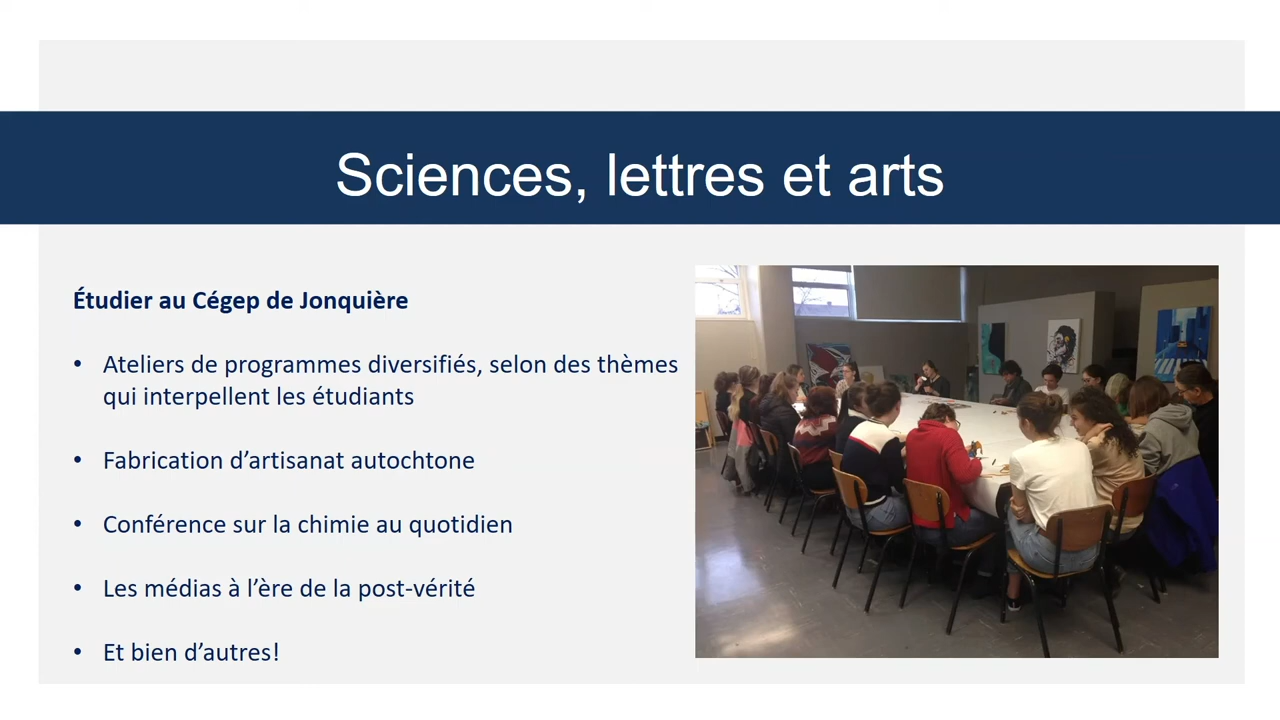 Sciences, lettres et arts
Étudier au Cégep de Jonquière
• Ateliers de programmes diversifiés, selon des thèmes
qui interpellent les étudiants
• Fabrication d’artisanat autochtone
• Conférence sur la chimie au quotidien
• Les médias à l’ère de la post-vérité
• Et bien d’autres!